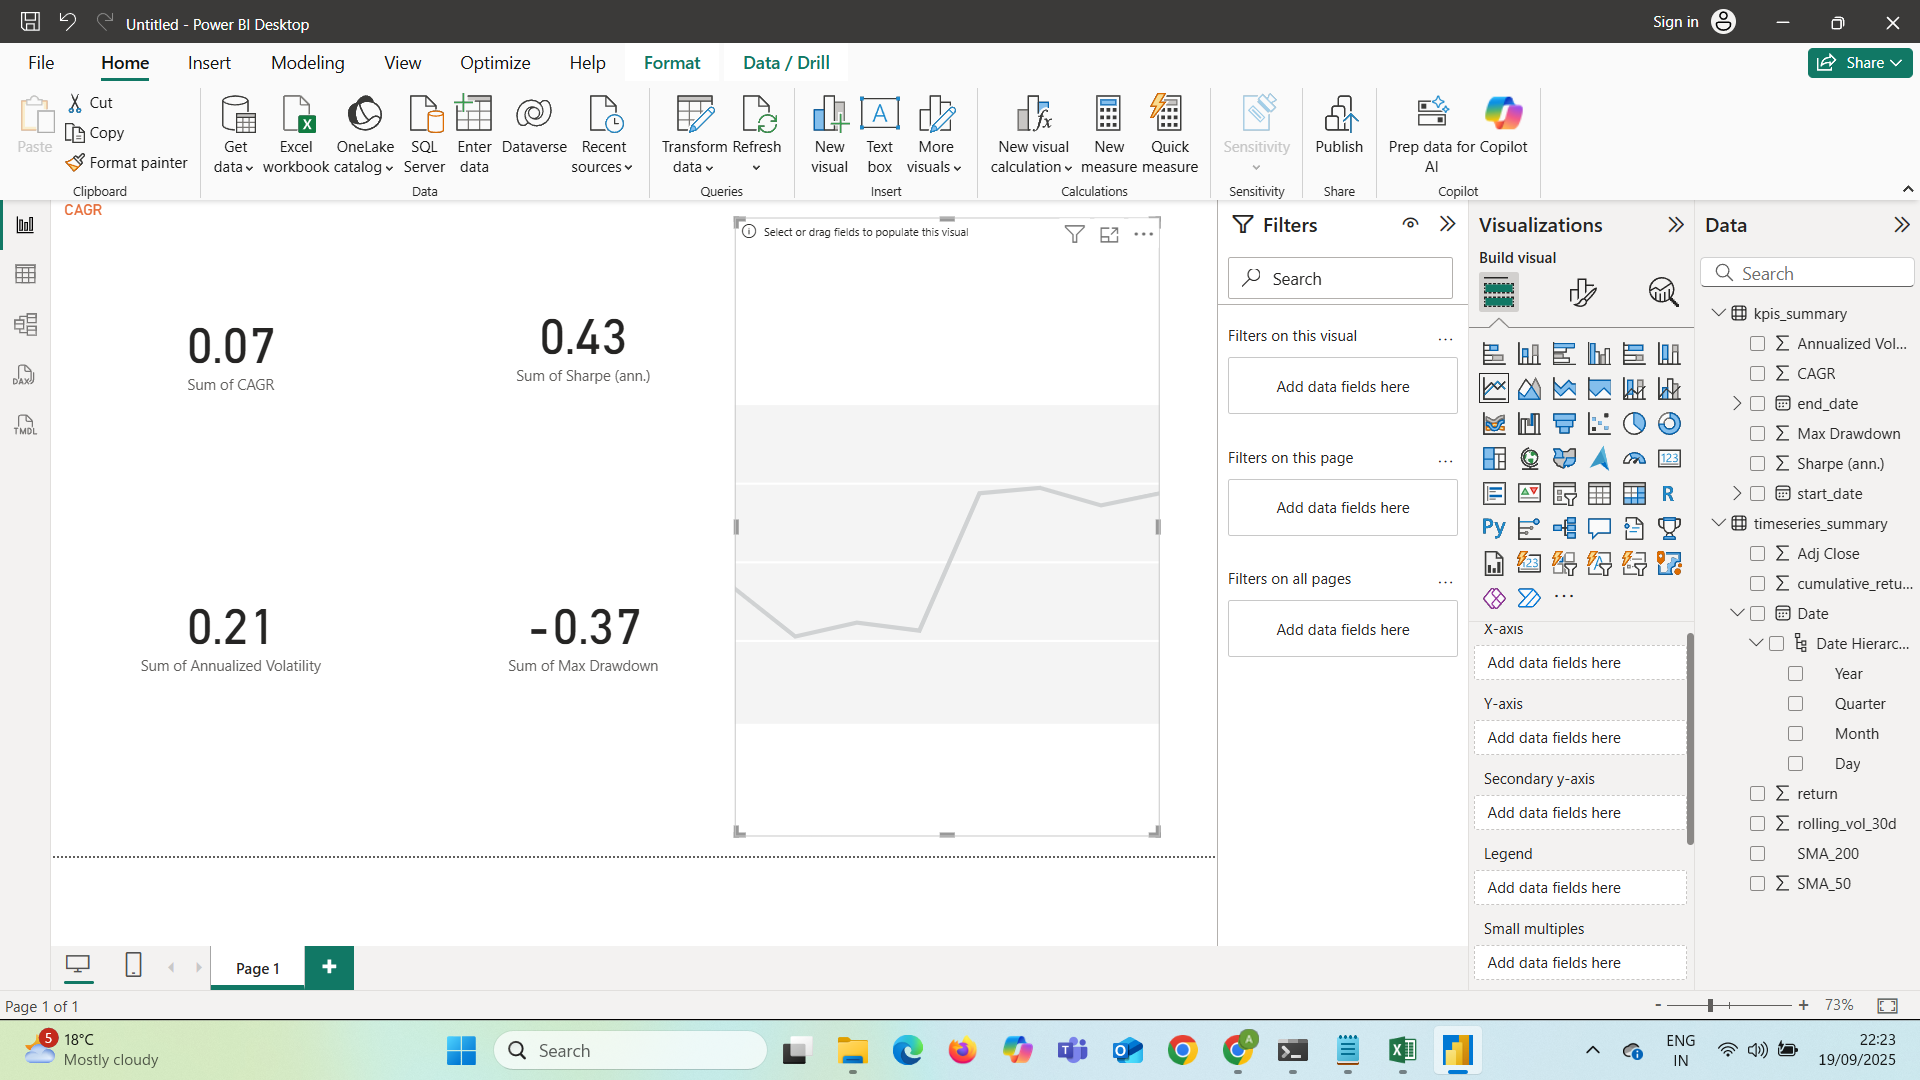 Untitled - Power BI Desktop
Sign in
File
Home
Insert
Modeling
View
Optimize
Help
Format
Data / Drill
Share
Paste
Cut
Copy
Format painter
Clipboard
Get data
Excel workbook
OneLake catalog
SQL Server
Enter data
Dataverse
Recent sources
Data
Transform data
Refresh
Queries
New visual
Text box
More visuals
Insert
New visual calculation
New measure
Quick measure
Calculations
Sensitivity
Sensitivity
Publish
Share
Prep data for AI
Copilot
Copilot
CAGR
0.07
Sum of CAGR
0.43
Sum of Sharpe (ann.)
0.21
Sum of Annualized Volatility
-0.37
Sum of Max Drawdown
Select or drag fields to populate this visual
Filters
Search
Filters on this visual
Add data fields here
Filters on this page
Add data fields here
Filters on all pages
Add data fields here
Visualizations
Build visual
X-axis
Add data fields here
Y-axis
Add data fields here
Secondary y-axis
Add data fields here
Legend
Add data fields here
Small multiples
Add data fields here
Data
Search
kpis_summary
Annualized Vol...
CAGR
end_date
Max Drawdown
Sharpe (ann.)
start_date
timeseries_summary
Adj Close
cumulative_retu...
Date
Date Hierarc...
Year
Quarter
Month
Day
return
rolling_vol_30d
SMA_200
SMA_50
DAX
TMDL
Page 1
Page 1 of 1
73%
5
18°C
Mostly cloudy
Search
ENG
IN
22:23
19/09/2025